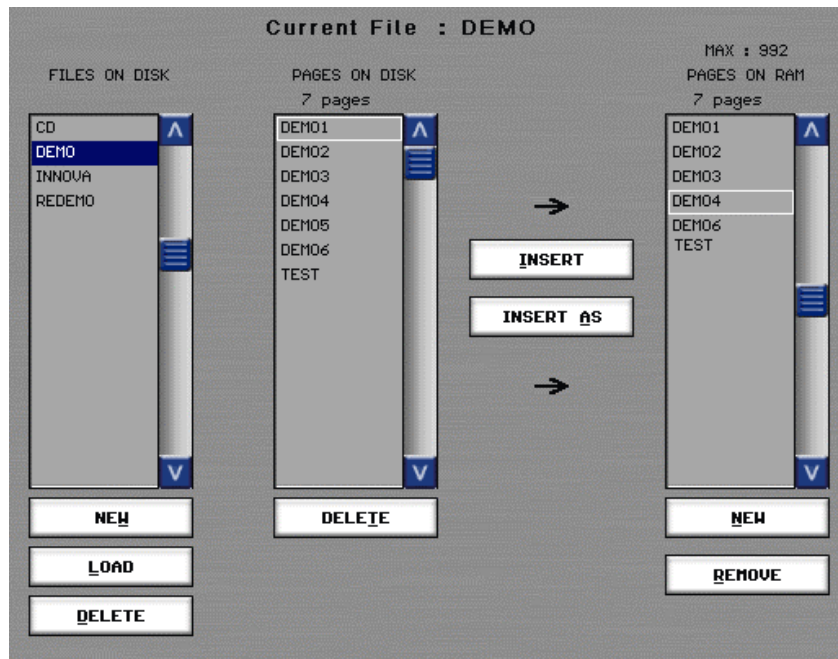 Current File : DEMO
MAX : 992
FILES ON DISK
PAGES ON DISK
PAGES ON RAM
7 pages
7 pages
CD
DEMO
INNOVA
REDEMO
DEMO1
DEMO2
DEMO3
DEMO4
DEMO5
DEMO6
TEST
INSERT
INSERT AS
DEMO1
DEMO2
DEMO3
DEMO4
DEMO6
TEST
NEW
LOAD
DELETE
DELETE
NEW
REMOVE